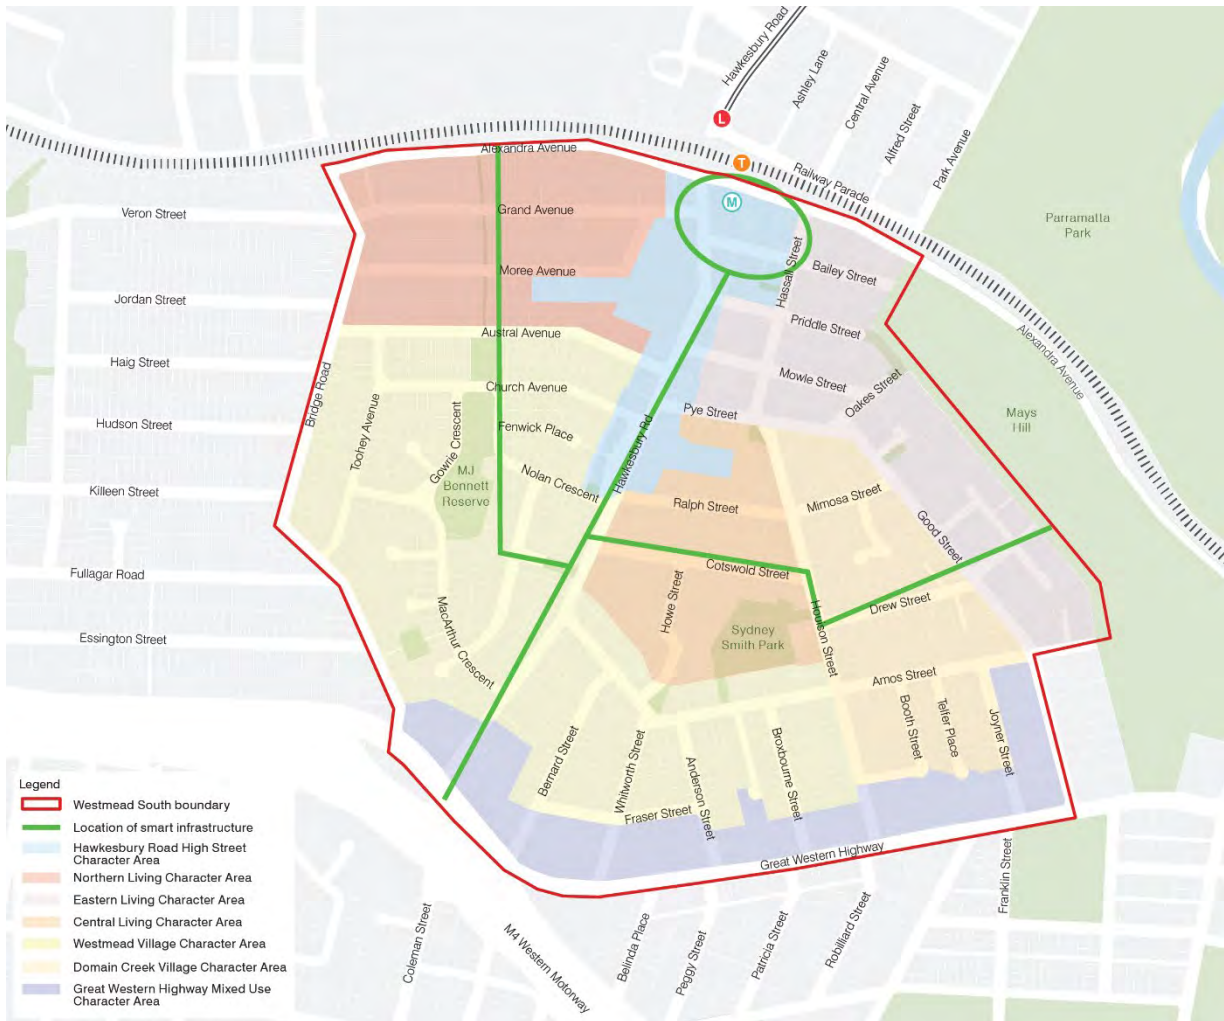 Hawkesbury Road
Ashley Lane
Central Avenue
Alfred Street
Park Avenue
L
T
Railway Parade
Alexandra Avenue
M
Veron Street
Grand Avenue
Parramatta
Park
Moree Avenue
Hassall Street
Bailey Street
Jordan Street
Priddle Street
Austral Avenue
Alexandra Avenue
Haig Street
Bridge Road
Church Avenue
Mowle Street
Oakes Street
Mays
Hill
Toohey Avenue
Gowrie Crescent
Pye Street
Hudson Street
Fenwick Place
Hawkesbury Rd
MJ
Bennett
Reserve
Nolan Crescent
Killeen Street
Ralph Street
Mimosa Street
Good Street
Fullagar Road
Cotswold Street
Howe Street
Houison Street
Drew Street
Essington Street
MacArthur Crescent
Sydney
Smith Park
Amos Street
Booth Street
Telfer Place
Joyner Street
Bernard Street
Whitworth Street
Anderson Street
Broxbourne Street
Fraser Street
Great Western Highway
Franklin Street
Coleman Street
M4 Western Motorway
Belinda Place
Peggy Street
Patricia Street
Robilliard Street
Legend
Westmead South boundary
Location of smart infrastructure
Hawkesbury Road High Street
Character Area
Northern Living Character Area
Eastern Living Character Area
Central Living Character Area
Westmead Village Character Area
Domain Creek Village Character Area
Great Western Highway Mixed Use
Character Area